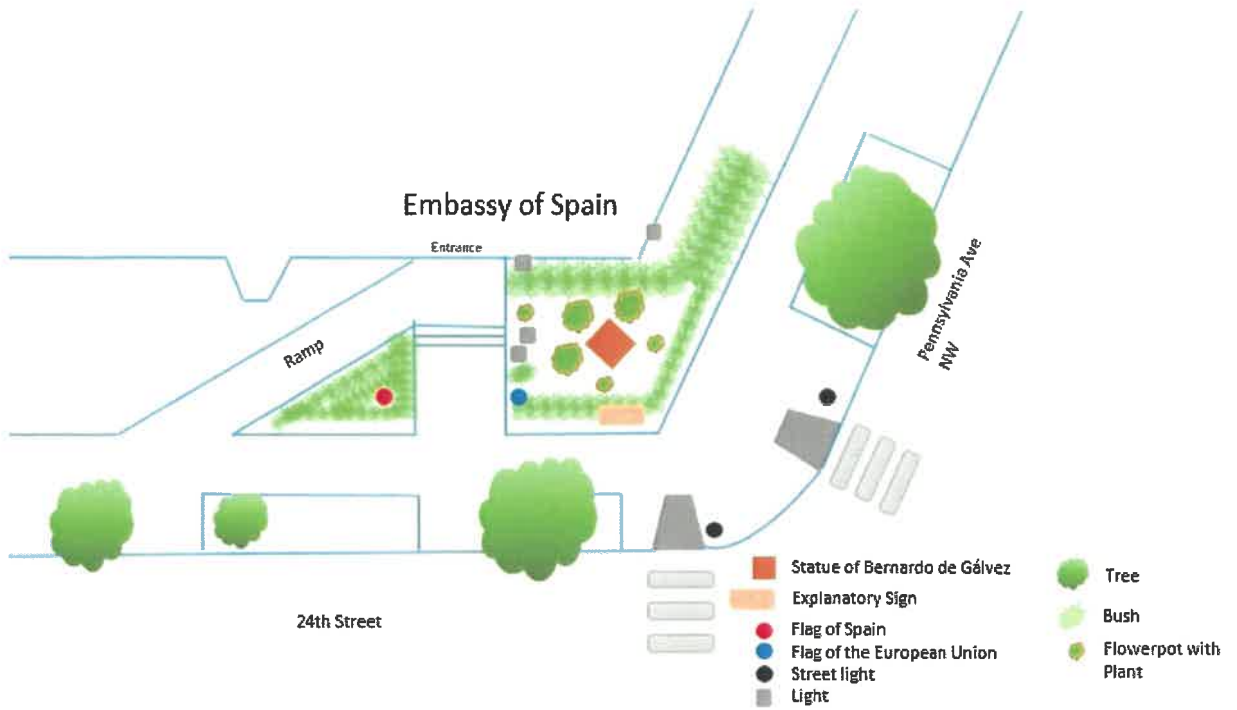 Embassy of Spain
Entrance
Ramp
Pennsylvania Ave
NW
24th Street
Statue of Bernardo de Gálvez
Explanatory Sign
Flag of Spain
Flag of the European Union
Street light
Light
Tree
Bush
Flowerpot with
Plant